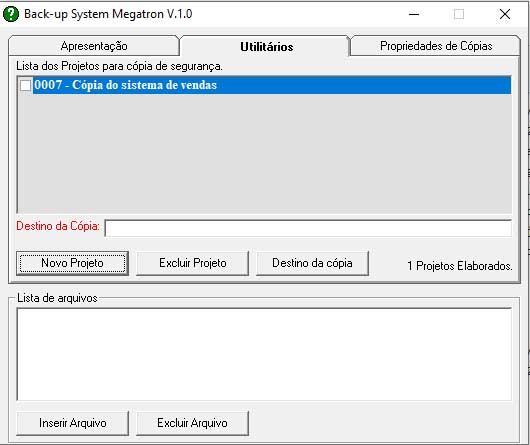 Back-up System Megatron V.1.0
Apresentação Utilitários Propriedades de Cópias
Lista dos Projetos para cópia de segurança.
0007 - Cópia do sistema de vendas
Destino da Cópia:
Novo Projeto Excluir Projeto Destino da cópia 1 Projetos Elaborados.
Lista de arquivos
Inserir Arquivo Excluir Arquivo